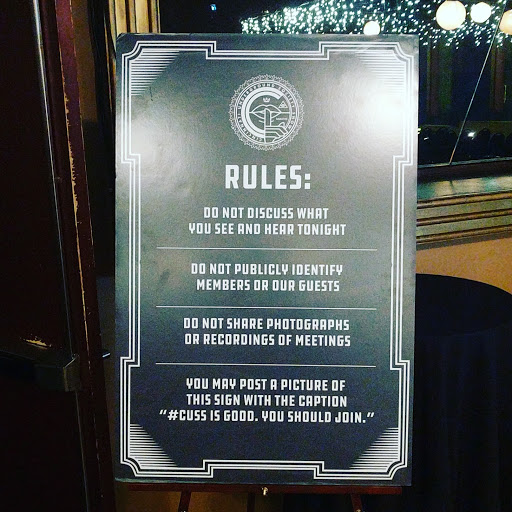 RULES:
DO NOT DISCUSS WHAT
YOU SEE AND HEAR TONIGHT
DO NOT PUBLICLY IDENTIFY
MEMBERS OR OUR GUESTS
DO NOT SHARE PHOTOGRAPHS
OR RECORDINGS OF MEETINGS
YOU MAY POST A PICTURE OF
THIS SIGN WITH THE CAPTION
"#CUSS IS GOOD. YOU SHOULD JOIN."